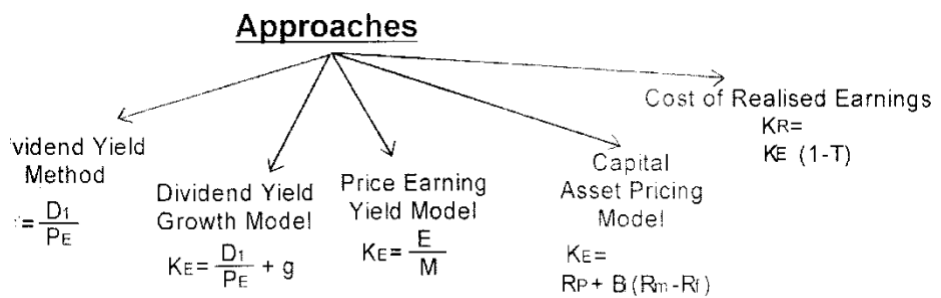 Approaches
vidend Yield
Method
= D1
PE
Dividend Yield
Growth Model
KE= D1 + g
PE
Price Earning
Yield Model
KE= E
M
Capital
Asset Pricing
Model
KE=
RP + B (Rm-Rf)
Cost of Realised Earnings
KR=
KE (1-T)